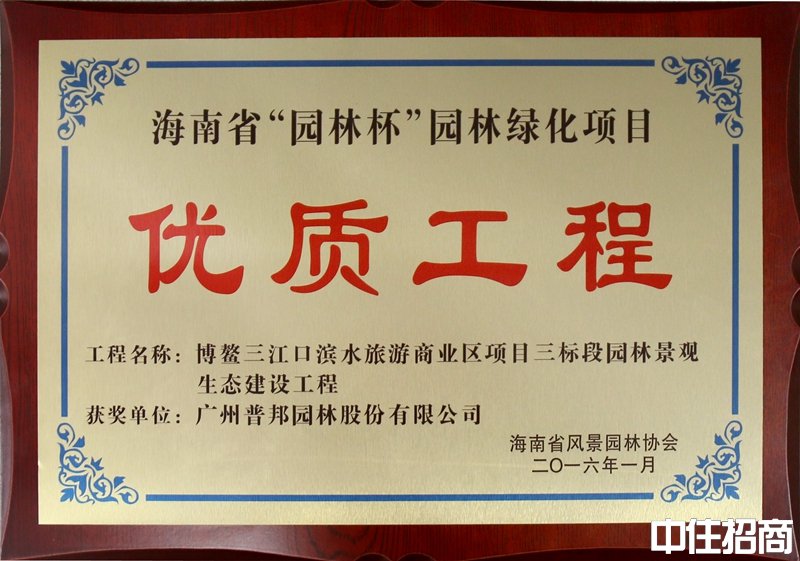 海南省“园林杯”园林绿化项目
优质工程
工程名称：博鳌三江口滨水旅游商业区项目三标段园林景观
生态建设工程
获奖单位：广州普邦园林股份有限公司
海南省风景园林协会
二〇一六年一月
中住招商